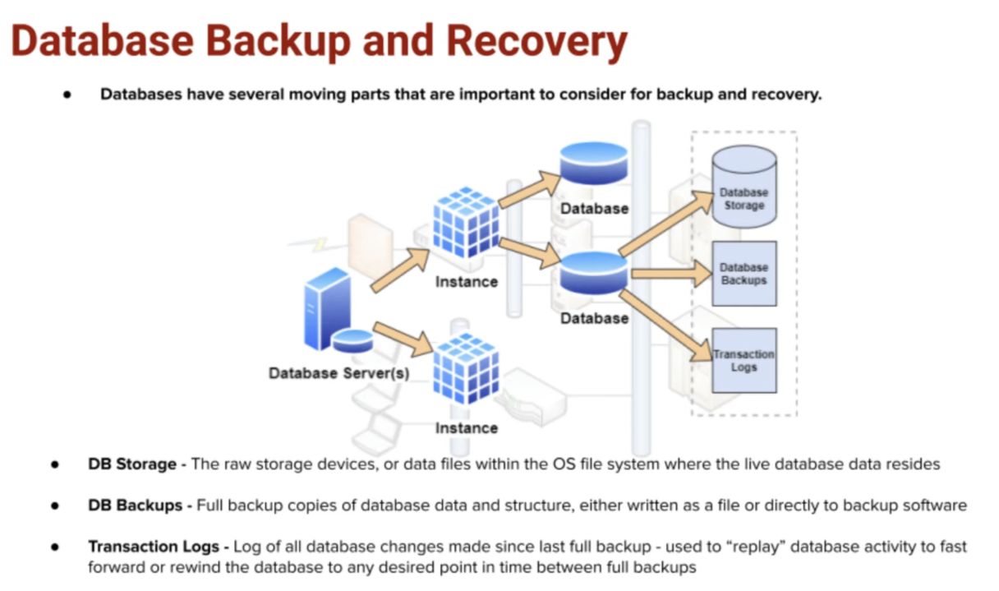 Database Backup and Recovery
● Databases have several moving parts that are important to consider for backup and recovery.
Database
Storage
Database
Instance
Database
Backups
Database
Transaction
Logs
Database Server(s)
Instance
● DB Storage - The raw storage devices, or data files within the OS file system where the live database data resides
● DB Backups - Full backup copies of database data and structure, either written as a file or directly to backup software
● Transaction Logs - Log of all database changes made since last full backup - used to “replay” database activity to fast
forward or rewind the database to any desired point in time between full backups